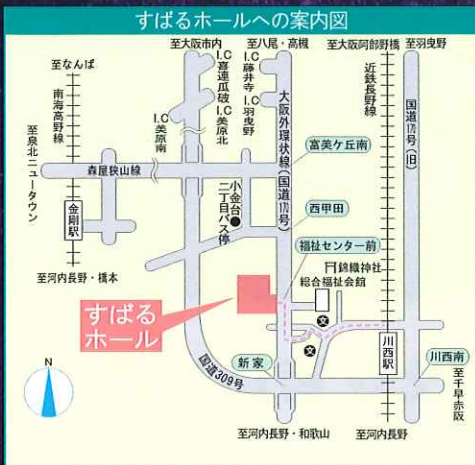 すばるホールへの案内図
至大阪市内
至八尾・高槻
至大阪阿部野橋
至羽曳野
至なんば
I.C
喜連瓜破
I.C
美原北
I.C
藤井寺
I.C
羽曳野
I.C
美原南
南海高野線
大阪外環状線(国道170号)
近鉄長野線
国道170号(旧)
至泉北ニュータウン
森屋狭山線
富美ケ丘南
小金台
二丁目バス停
西甲田
金剛駅
福祉センター前
錦織神社
総合福祉会館
至河内長野・橋本
すばる
ホール
文
文
川西駅
新家
川西南
国道309号
至千早赤阪
N
至河内長野・和歌山
至河内長野